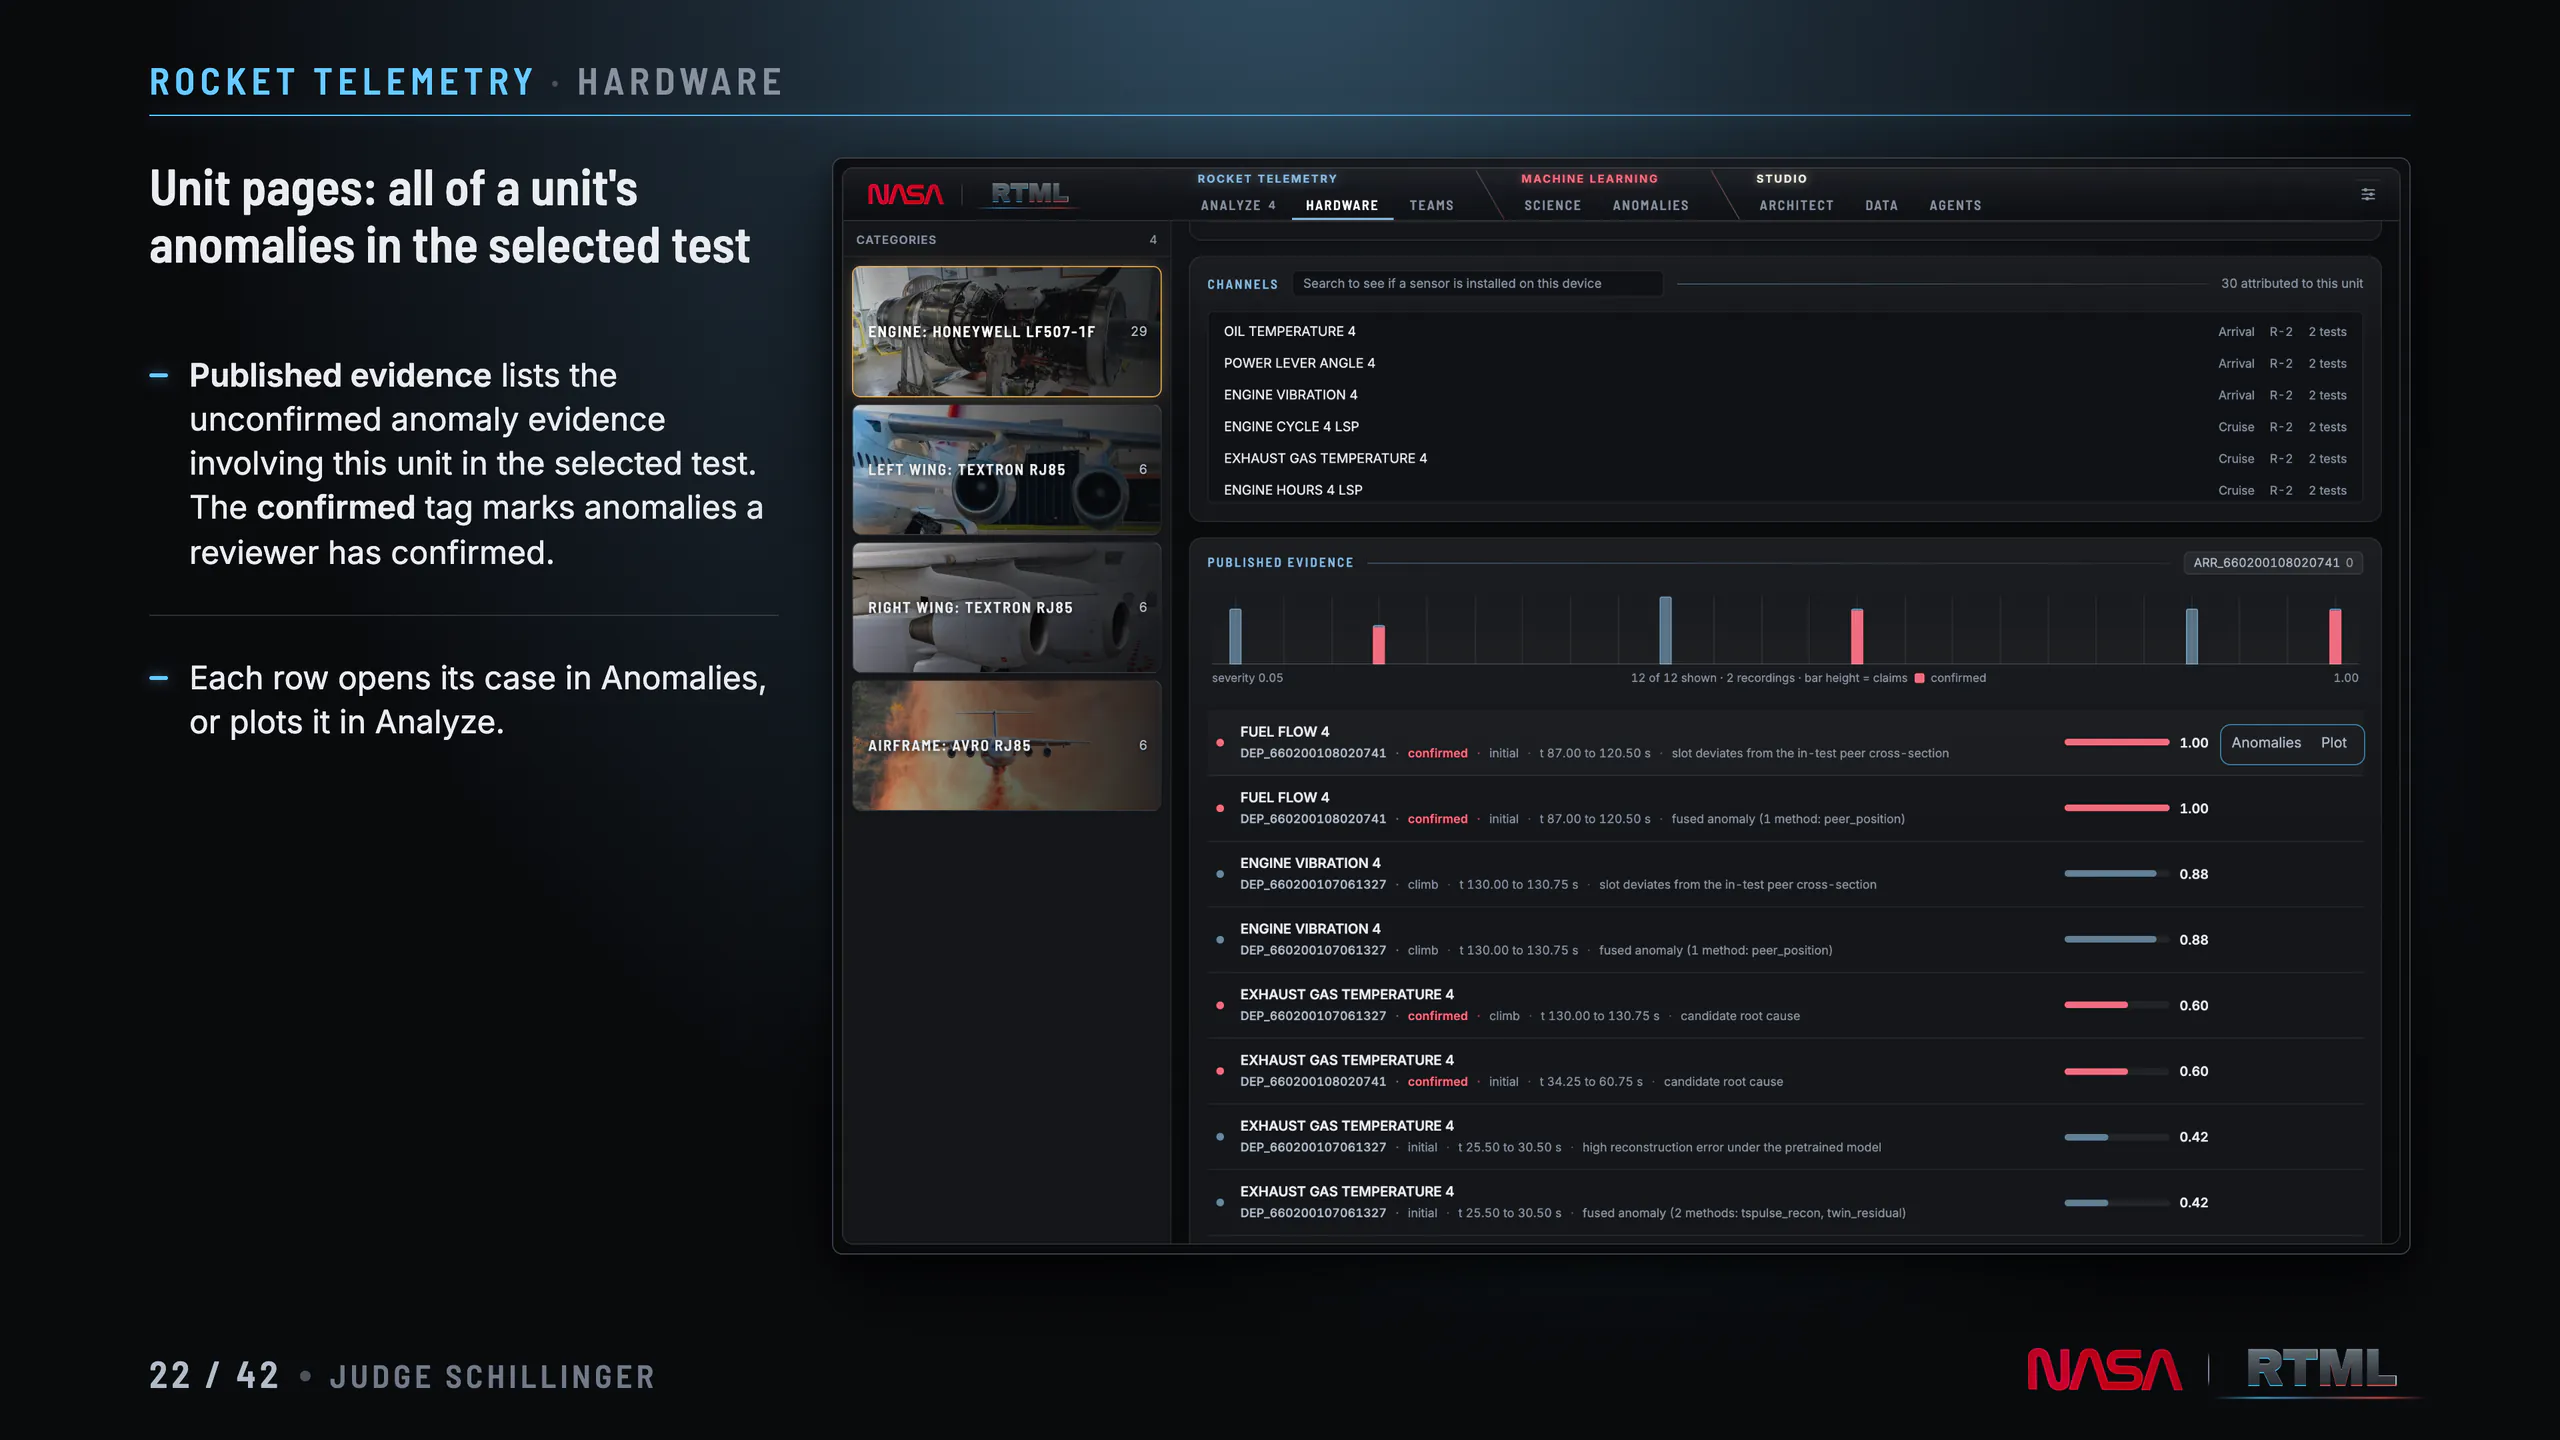 ROCKET TELEMETRY · HARDWARE
Unit pages: all of a unit's
anomalies in the selected test
– Published evidence lists the
unconfirmed anomaly evidence
involving this unit in the selected test.
The confirmed tag marks anomalies a
reviewer has confirmed.
– Each row opens its case in Anomalies,
or plots it in Analyze.
NASA | RTML
ROCKET TELEMETRY
ANALYZE 4 HARDWARE TEAMS
MACHINE LEARNING
SCIENCE ANOMALIES
STUDIO
ARCHITECT DATA AGENTS
CATEGORIES 4
ENGINE: HONEYWELL LF507-1F 29
LEFT WING: TEXTRON RJ85 6
RIGHT WING: TEXTRON RJ85 6
AIRFRAME: AVRO RJ85 6
CHANNELS Search to see if a sensor is installed on this device 30 attributed to this unit
OIL TEMPERATURE 4 Arrival R-2 2 tests
POWER LEVER ANGLE 4 Arrival R-2 2 tests
ENGINE VIBRATION 4 Arrival R-2 2 tests
ENGINE CYCLE 4 LSP Cruise R-2 2 tests
EXHAUST GAS TEMPERATURE 4 Cruise R-2 2 tests
ENGINE HOURS 4 LSP Cruise R-2 2 tests
PUBLISHED EVIDENCE ARR_660200108020741 0
severity 0.05 12 of 12 shown · 2 recordings · bar height = claims confirmed 1.00
FUEL FLOW 4
DEP_660200108020741 · confirmed · initial · t 87.00 to 120.50 s · slot deviates from the in-test peer cross-section 1.00 Anomalies Plot
FUEL FLOW 4
DEP_660200108020741 · confirmed · initial · t 87.00 to 120.50 s · fused anomaly (1 method: peer_position) 1.00
ENGINE VIBRATION 4
DEP_660200107061327 · climb · t 130.00 to 130.75 s · slot deviates from the in-test peer cross-section 0.88
ENGINE VIBRATION 4
DEP_660200107061327 · climb · t 130.00 to 130.75 s · fused anomaly (1 method: peer_position) 0.88
EXHAUST GAS TEMPERATURE 4
DEP_660200107061327 · confirmed · climb · t 130.00 to 130.75 s · candidate root cause 0.60
EXHAUST GAS TEMPERATURE 4
DEP_660200108020741 · confirmed · initial · t 34.25 to 60.75 s · candidate root cause 0.60
EXHAUST GAS TEMPERATURE 4
DEP_660200107061327 · initial · t 25.50 to 30.50 s · high reconstruction error under the pretrained model 0.42
EXHAUST GAS TEMPERATURE 4
DEP_660200107061327 · initial · t 25.50 to 30.50 s · fused anomaly (2 methods: tspulse_recon, twin_residual) 0.42
22 / 42 • JUDGE SCHILLINGER
NASA | RTML